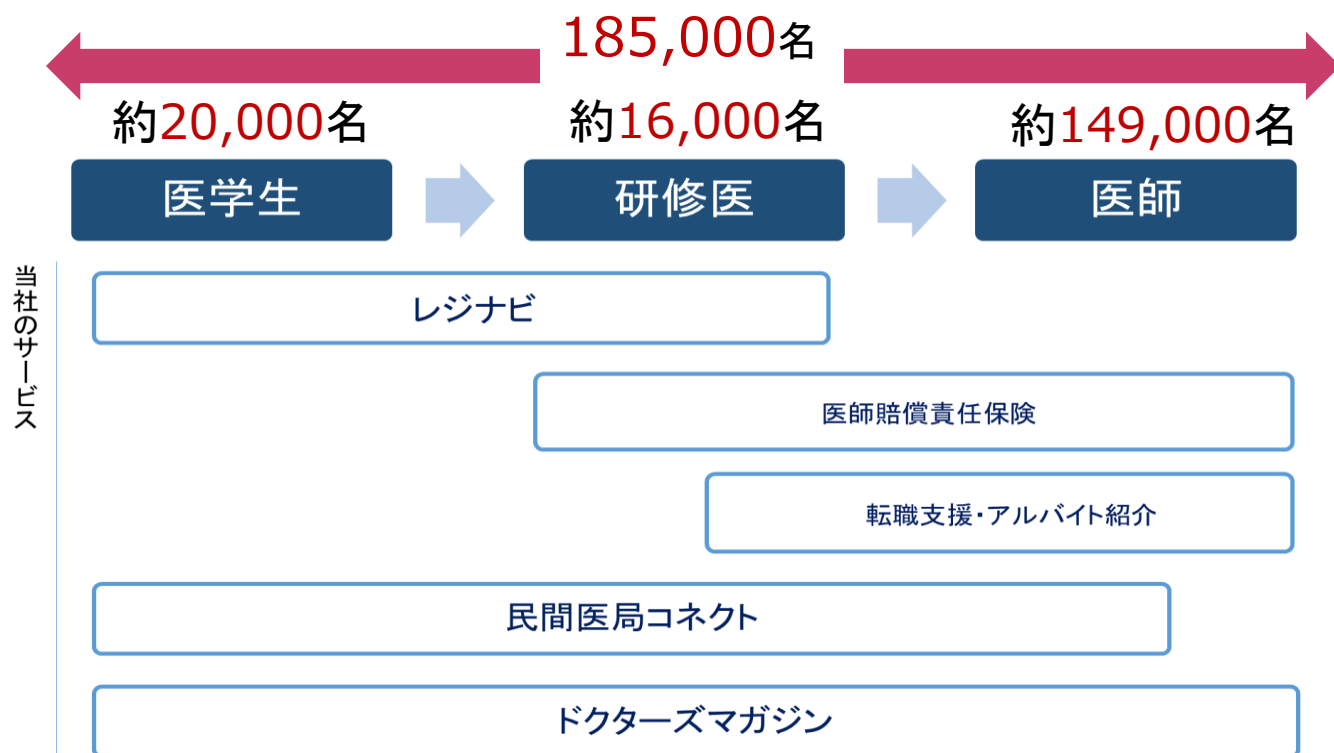 185,000名
約20,000名
約16,000名
約149,000名
医学生
研修医
医師
当社のサービス
レジナビ
医師賠償責任保険
転職支援・アルバイト紹介
民間医局コネクト
ドクターズマガジン